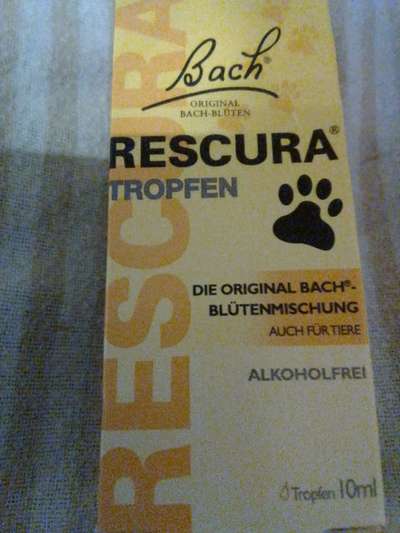 Bach®
ORIGINAL
BACH-BLÜTEN
RESCURA®
TROPFEN
RESCURA
DIE ORIGINAL BACH®-
BLÜTENMISCHUNG
AUCH FÜR TIERE
ALKOHOLFREI
Tropfen 10ml